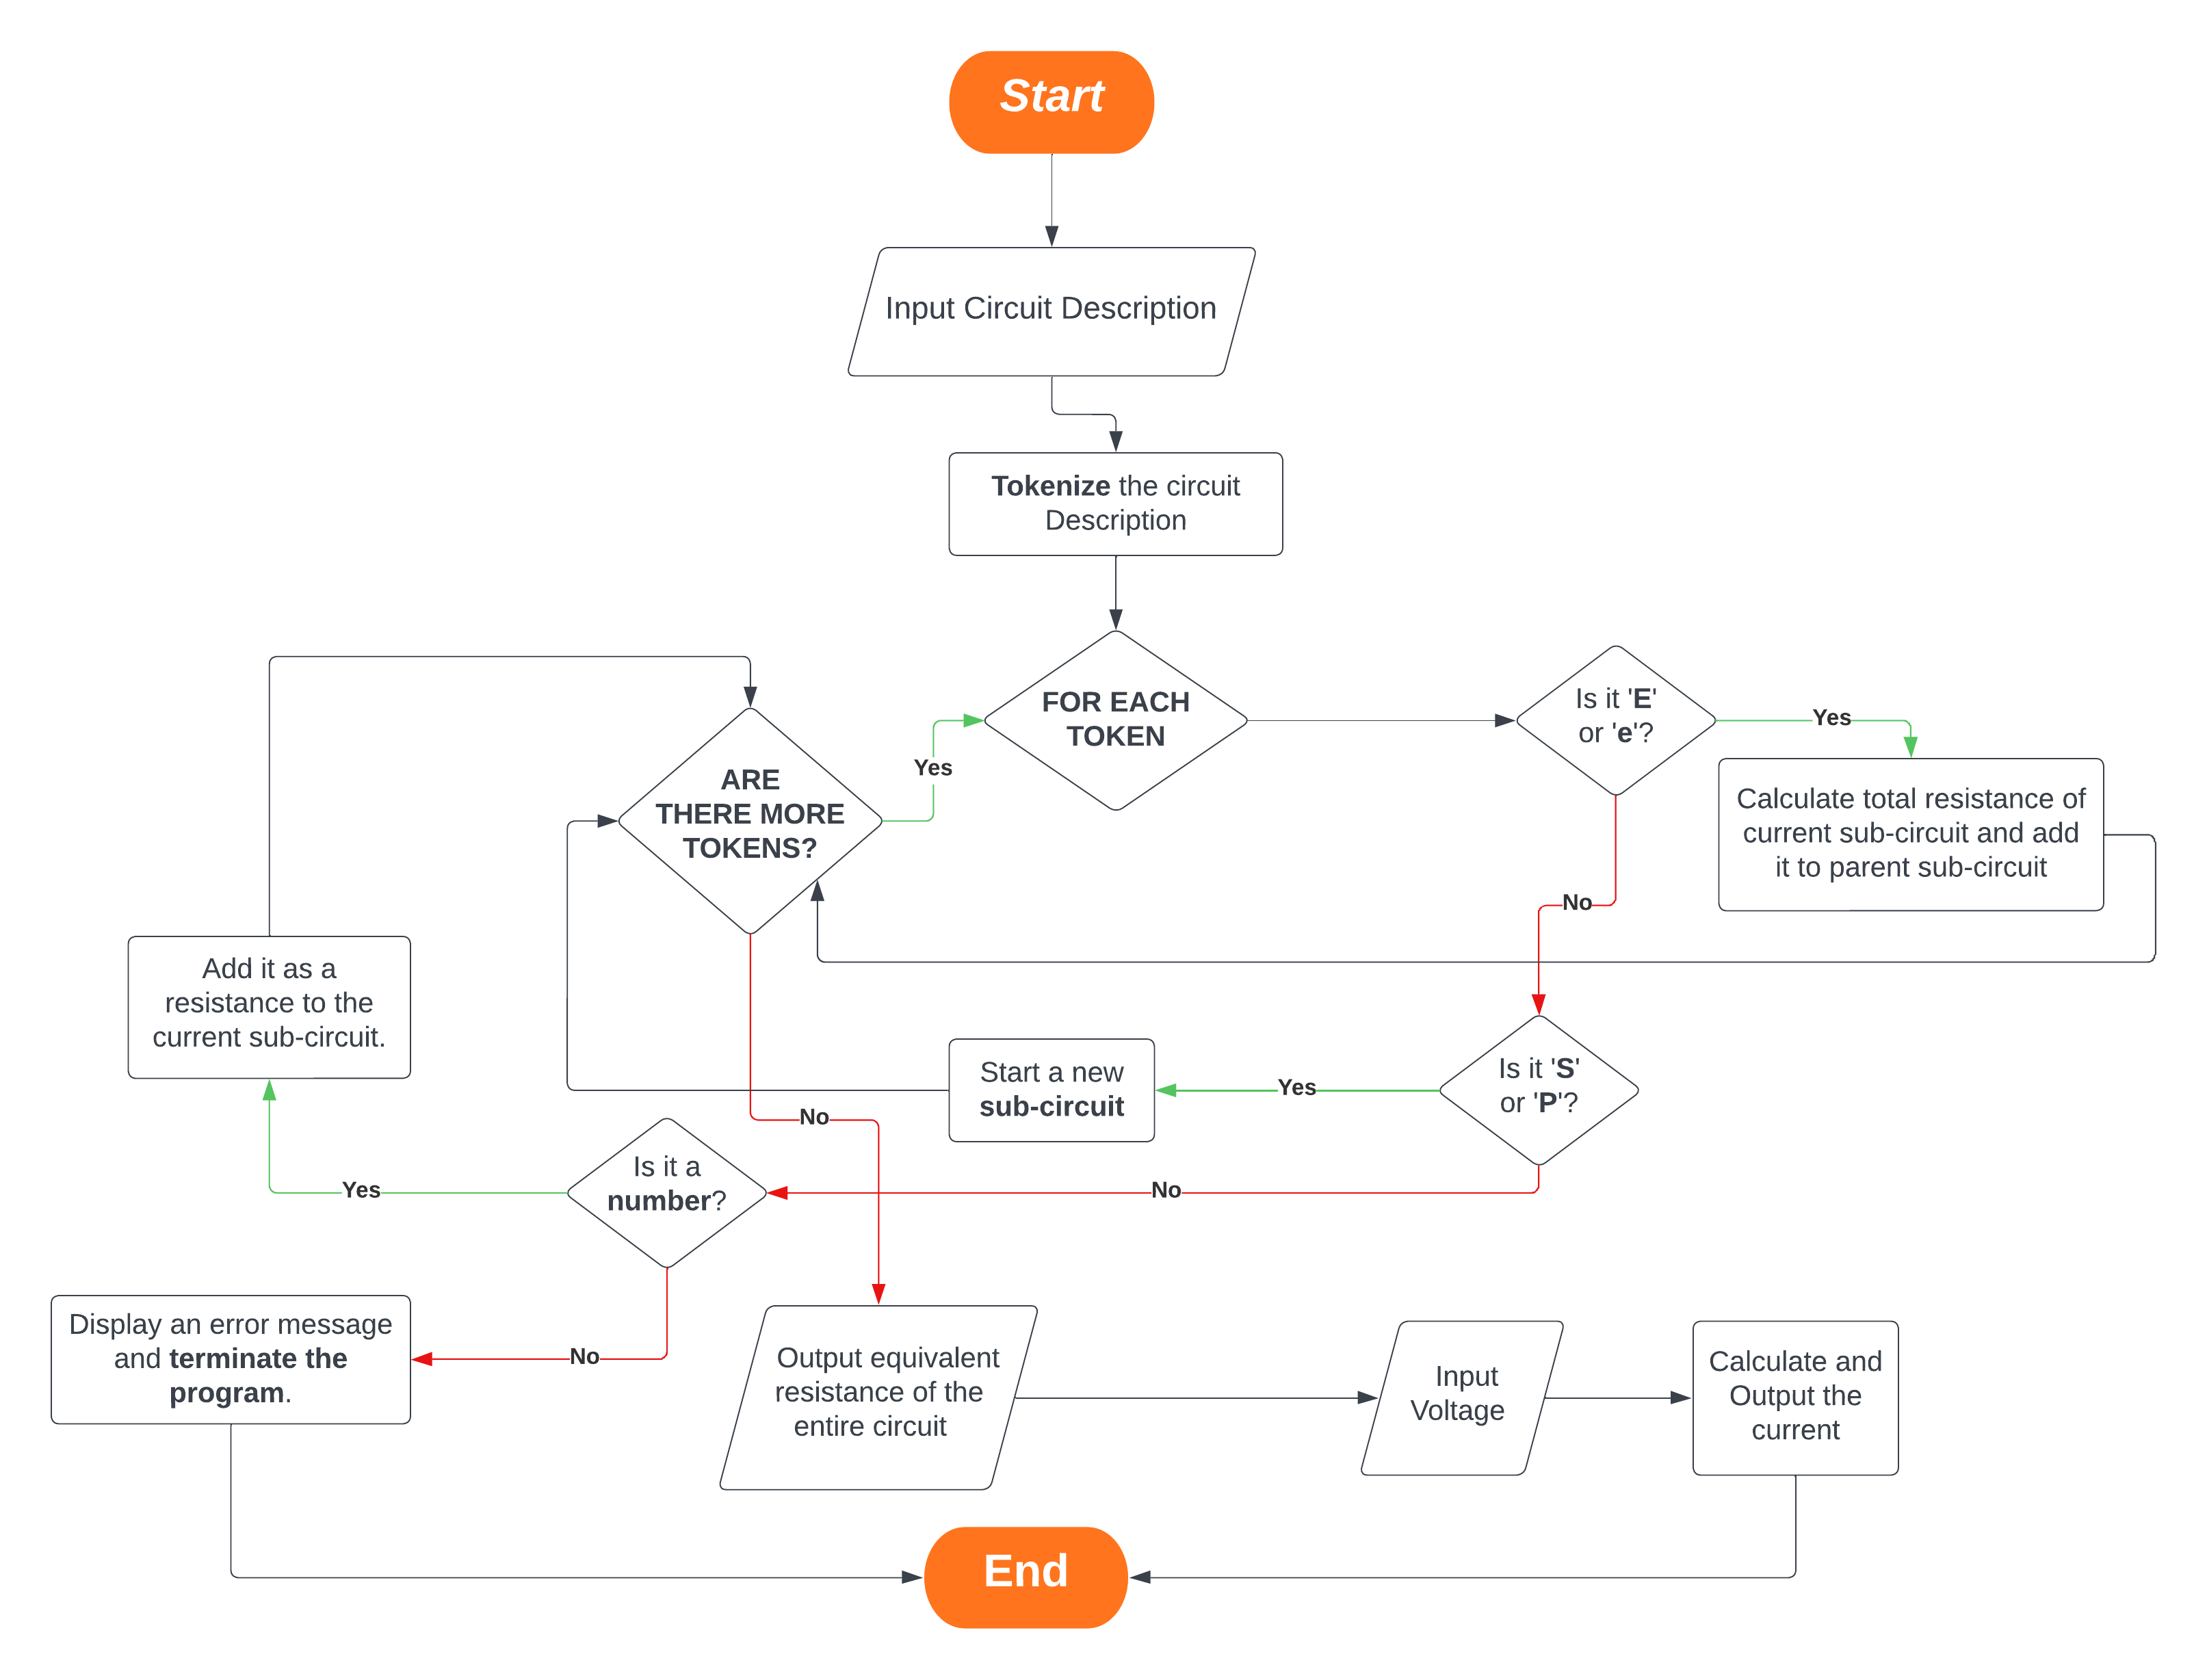 Start
Input Circuit Description
Tokenize the circuit
Description
FOR EACH
TOKEN
Is it 'E'
or 'e'?
Yes
Calculate total resistance of
current sub-circuit and add
it to parent sub-circuit
ARE
THERE MORE
TOKENS?
Yes
No
Add it as a
resistance to the
current sub-circuit.
Is it 'S'
or 'P'?
Yes
Start a new
sub-circuit
No
No
Is it a
number?
Yes
No
Display an error message
and terminate the
program.
Output equivalent
resistance of the
entire circuit
Input
Voltage
Calculate and
Output the
current
End